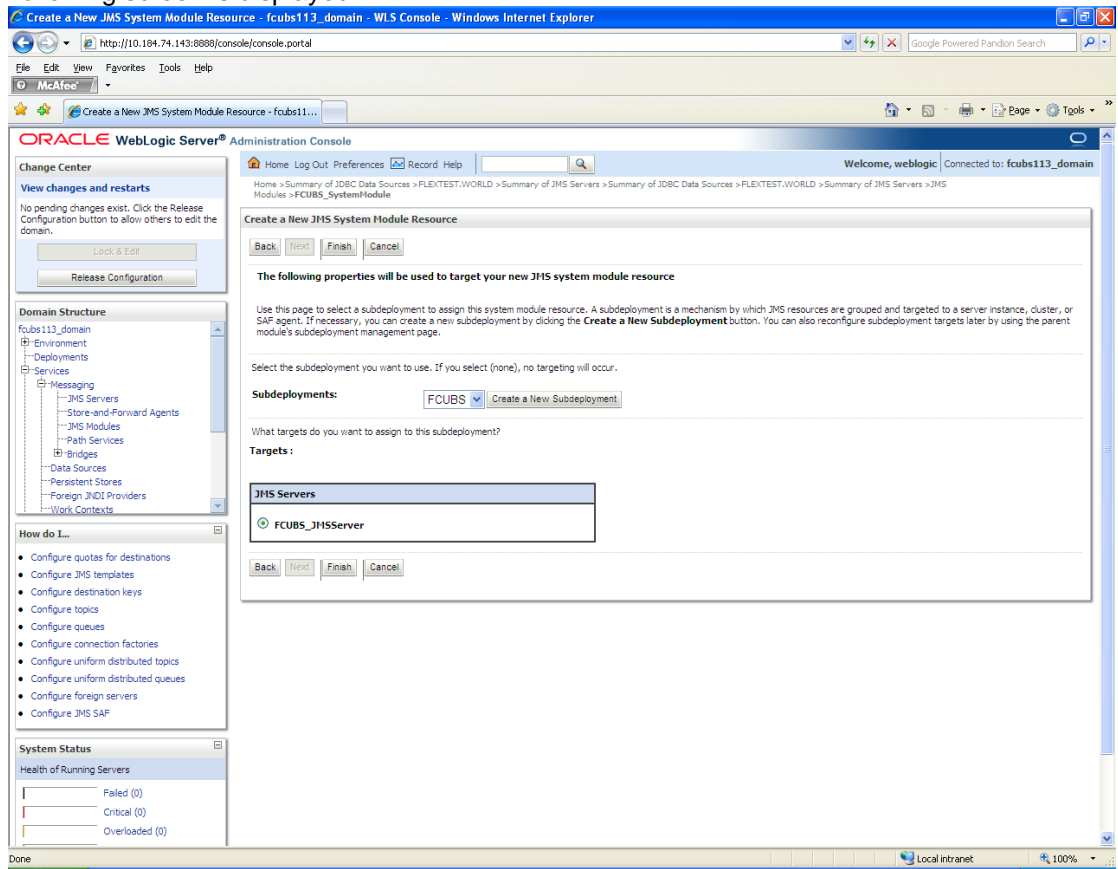 Create a New JMS System Module Resource - fcubs113_domain - WLS Console - Windows Internet Explorer
http://10.184.74.143:8888/console/console.portal
Google Powered Pandion Search
File Edit View Favorites Tools Help
McAfee
Create a New JMS System Module Resource - fcubs11...
Page Tools
ORACLE WebLogic Server® Administration Console
Change Center
View changes and restarts
No pending changes exist. Click the Release
Configuration button to allow others to edit the
domain.
Lock & Edit
Release Configuration
Domain Structure
fcubs113_domain
Environment
Deployments
Services
Messaging
JMS Servers
Store-and-Forward Agents
JMS Modules
Path Services
Bridges
Data Sources
Persistent Stores
Foreign JNDI Providers
Work Contexts
How do I...
Configure quotas for destinations
Configure JMS templates
Configure destination keys
Configure topics
Configure queues
Configure connection factories
Configure uniform distributed topics
Configure uniform distributed queues
Configure foreign servers
Configure JMS SAF
System Status
Health of Running Servers
Failed (0)
Critical (0)
Overloaded (0)
Home Log Out Preferences Record Help
Welcome, weblogic Connected to: fcubs113_domain
Home >Summary of JDBC Data Sources >FLEXTEST.WORLD >Summary of JMS Servers >Summary of JDBC Data Sources >FLEXTEST.WORLD >Summary of JMS Servers >JMS
Modules >FCUBS_SystemModule
Create a New JMS System Module Resource
Back Next Finish Cancel
The following properties will be used to target your new JMS system module resource
Use this page to select a subdeployment to assign this system module resource. A subdeployment is a mechanism by which JMS resources are grouped and targeted to a server instance, cluster, or
SAF agent. If necessary, you can create a new subdeployment by clicking the Create a New Subdeployment button. You can also reconfigure subdeployment targets later by using the parent
module's subdeployment management page.
Select the subdeployment you want to use. If you select (none), no targeting will occur.
Subdeployments: FCUBS Create a New Subdeployment
What targets do you want to assign to this subdeployment?
Targets :
JMS Servers
FCUBS_JMSServer
Back Next Finish Cancel
Done
Local intranet
100%